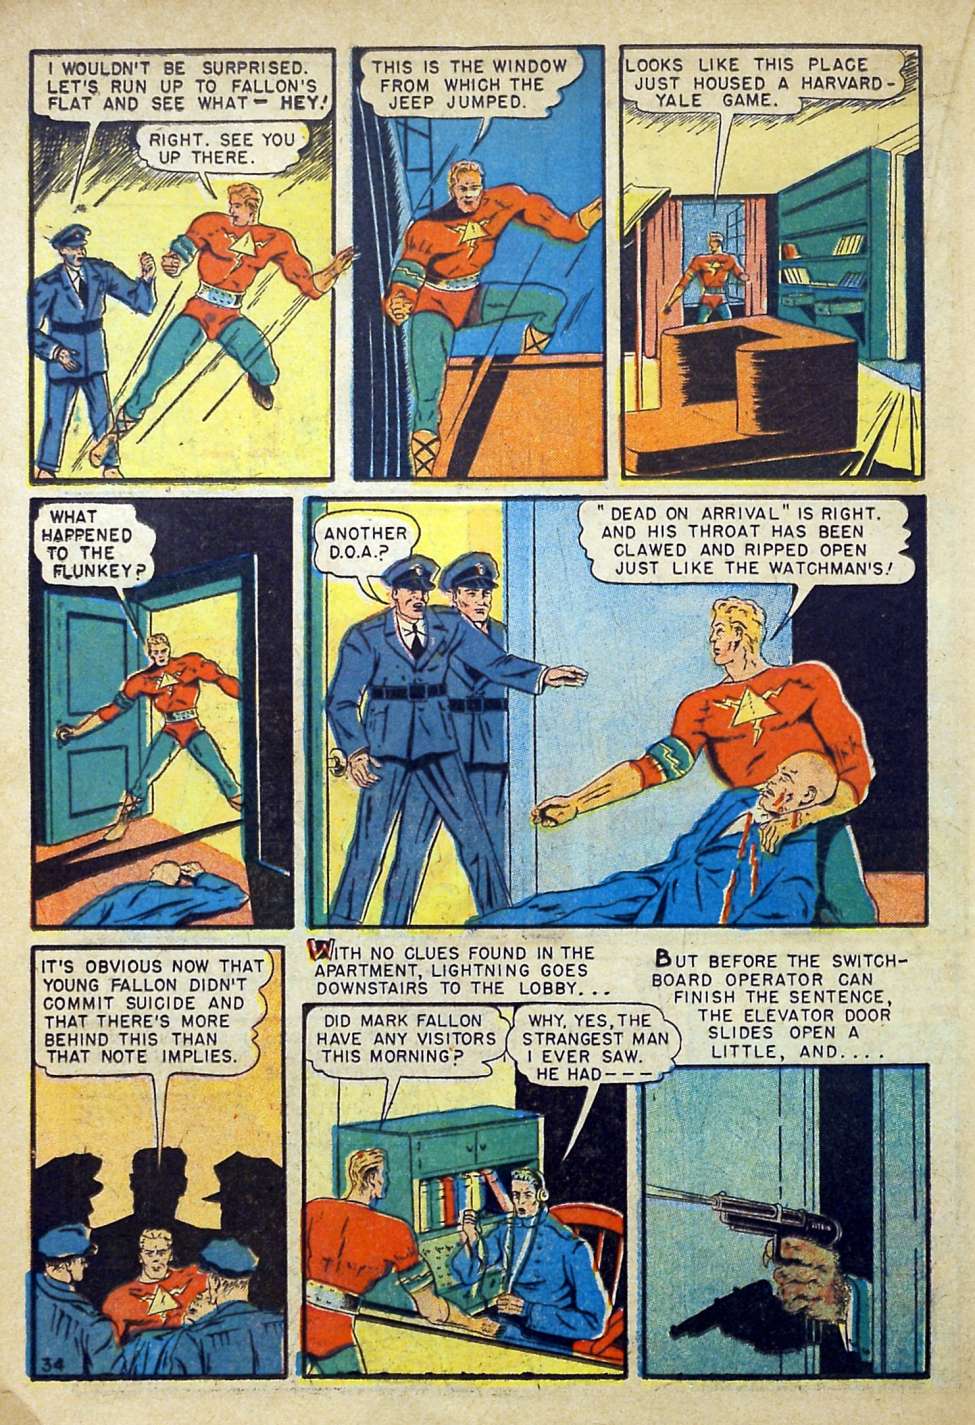 I WOULDN'T BE SURPRISED.
LET'S RUN UP TO FALLON'S
FLAT AND SEE WHAT — HEY!
RIGHT. SEE YOU
UP THERE.
THIS IS THE WINDOW
FROM WHICH THE
JEEP JUMPED.
LOOKS LIKE THIS PLACE
JUST HOUSED A HARVARD-
YALE GAME.
WHAT
HAPPENED
TO THE
FLUNKEY?
ANOTHER
D.O.A.?
"DEAD ON ARRIVAL" IS RIGHT.
AND HIS THROAT HAS BEEN
CLAWED AND RIPPED OPEN
JUST LIKE THE WATCHMAN'S!
IT'S OBVIOUS NOW THAT
YOUNG FALLON DIDN'T
COMMIT SUICIDE AND
THAT THERE'S MORE
BEHIND THIS THAN
THAT NOTE IMPLIES.
34
WITH NO CLUES FOUND IN THE
APARTMENT, LIGHTNING GOES
DOWNSTAIRS TO THE LOBBY...
DID MARK FALLON
HAVE ANY VISITORS
THIS MORNING?
WHY, YES, THE
STRANGEST MAN
I EVER SAW.
HE HAD ---
BUT BEFORE THE SWITCH-
BOARD OPERATOR CAN
FINISH THE SENTENCE,
THE ELEVATOR DOOR
SLIDES OPEN A
LITTLE, AND....